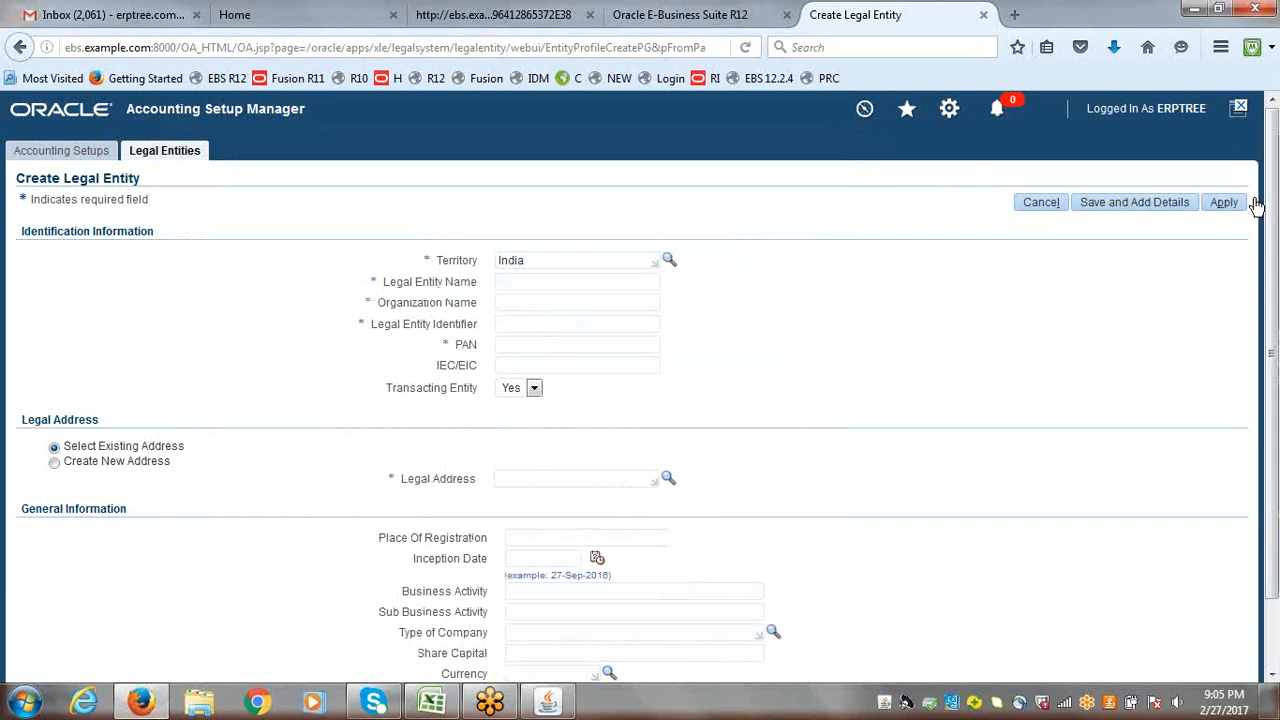 Inbox (2,061) - erptree.com...
Home
http://ebs.exa...96412865372E38
Oracle E-Business Suite R12
Create Legal Entity
ebs.example.com:8000/OA_HTML/OA.jsp?page=/oracle/apps/xle/legalsystem/legalentity/webui/EntityProfileCreatePG&pFromPa
Search
Most Visited Getting Started EBS R12 Fusion R11 R10 H R12 Fusion IDM C NEW Login RI EBS 12.2.4 PRC
ORACLE Accounting Setup Manager
0
Logged In As ERPTREE
Accounting Setups Legal Entities
Create Legal Entity
* Indicates required field
Cancel Save and Add Details Apply
Identification Information
* Territory India
* Legal Entity Name
* Organization Name
* Legal Entity Identifier
* PAN
IEC/EIC
Transacting Entity Yes
Legal Address
Select Existing Address
Create New Address
* Legal Address
General Information
Place Of Registration
Inception Date
(example: 27-Sep-2016)
Business Activity
Sub Business Activity
Type of Company
Share Capital
Currency
9:05 PM
2/27/2017